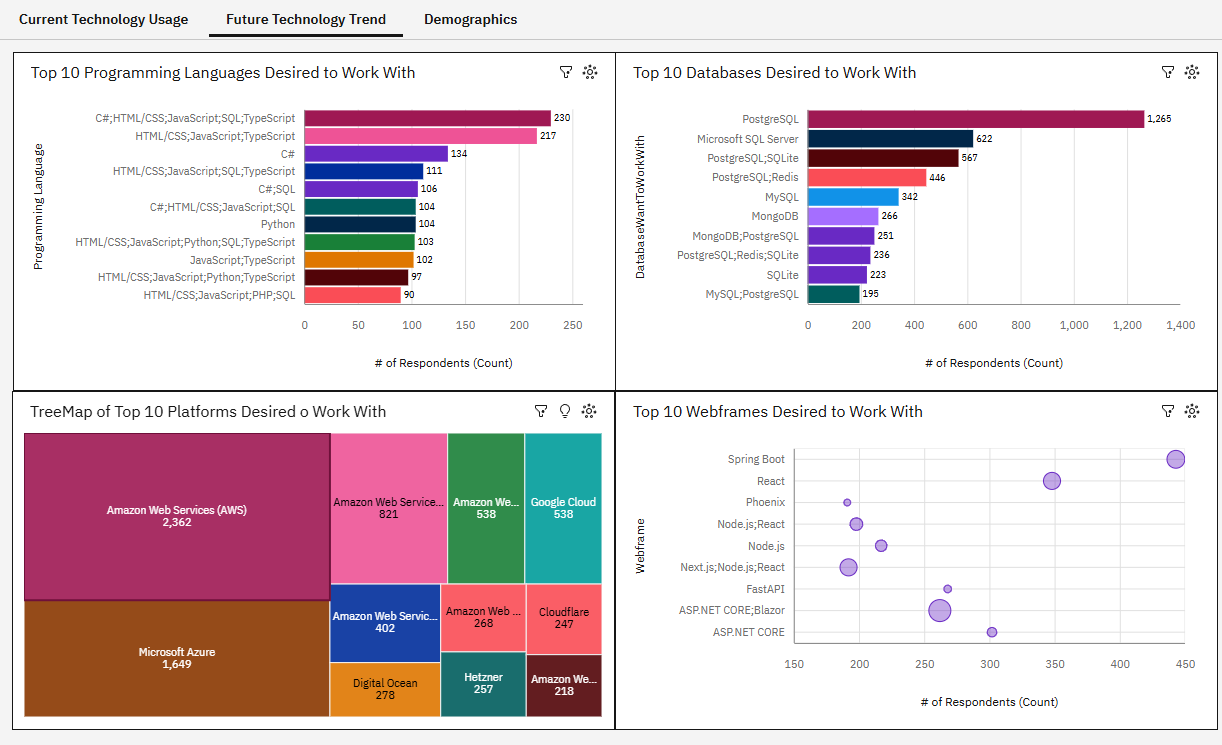 Current Technology Usage
Future Technology Trend
Demographics
Top 10 Programming Languages Desired to Work With
Programming Language
C#;HTML/CSS;JavaScript;SQL;TypeScript 230
HTML/CSS;JavaScript;TypeScript 217
C# 134
HTML/CSS;JavaScript;SQL;TypeScript 111
C#;SQL 106
C#;HTML/CSS;JavaScript;SQL 104
Python 104
HTML/CSS;JavaScript;Python;SQL;TypeScript 103
JavaScript;TypeScript 102
HTML/CSS;JavaScript;Python;TypeScript 97
HTML/CSS;JavaScript;PHP;SQL 90
0 50 100 150 200 250
# of Respondents (Count)
Top 10 Databases Desired to Work With
DatabaseWantToWorkWith
PostgreSQL 1,265
Microsoft SQL Server 622
PostgreSQL;SQLite 567
PostgreSQL;Redis 446
MySQL 342
MongoDB 266
MongoDB;PostgreSQL 251
PostgreSQL;Redis;SQLite 236
SQLite 223
MySQL;PostgreSQL 195
0 200 400 600 800 1,000 1,200 1,400
# of Respondents (Count)
TreeMap of Top 10 Platforms Desired o Work With
Amazon Web Services (AWS)
2,362
Microsoft Azure
1,649
Amazon Web Service...
821
Amazon We...
538
Google Cloud
538
Amazon Web Servic...
402
Digital Ocean
278
Amazon Web ...
268
Hetzner
257
Cloudflare
247
Amazon We...
218
Top 10 Webframes Desired to Work With
Webframe
Spring Boot
React
Phoenix
Node.js;React
Node.js
Next.js;Node.js;React
FastAPI
ASP.NET CORE;Blazor
ASP.NET CORE
150 200 250 300 350 400 450
# of Respondents (Count)